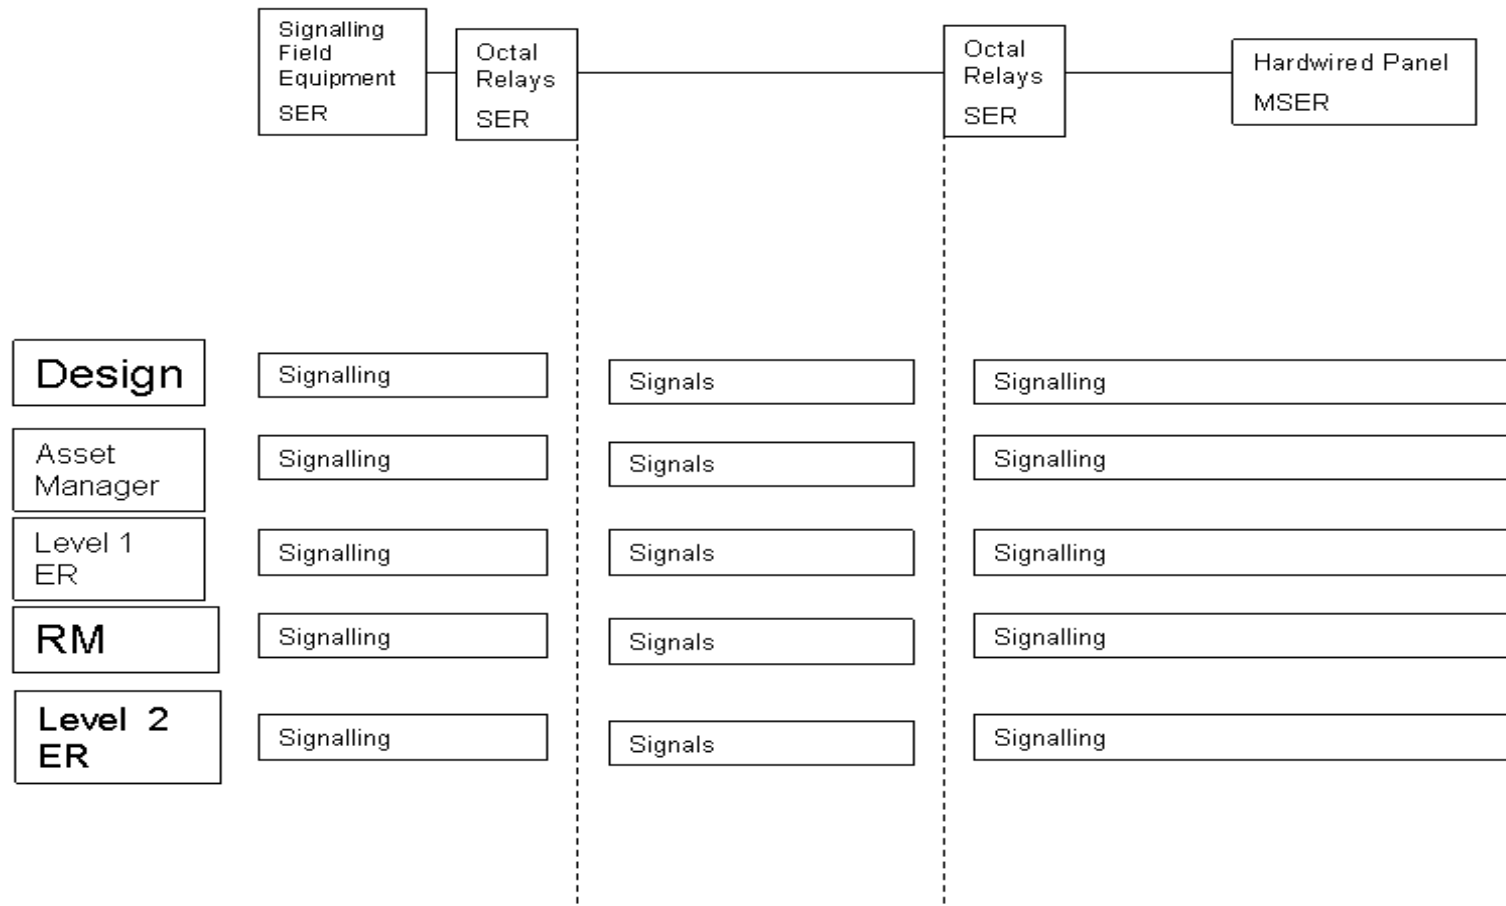 Signalling
Field
Equipment
SER
Octal
Relays
SER
Octal
Relays
SER
Hardwired Panel
MSER
Design
Signalling
Signals
Signalling
Asset
Manager
Signalling
Signals
Signalling
Level 1
ER
Signalling
Signals
Signalling
RM
Signalling
Signals
Signalling
Level 2
ER
Signalling
Signals
Signalling